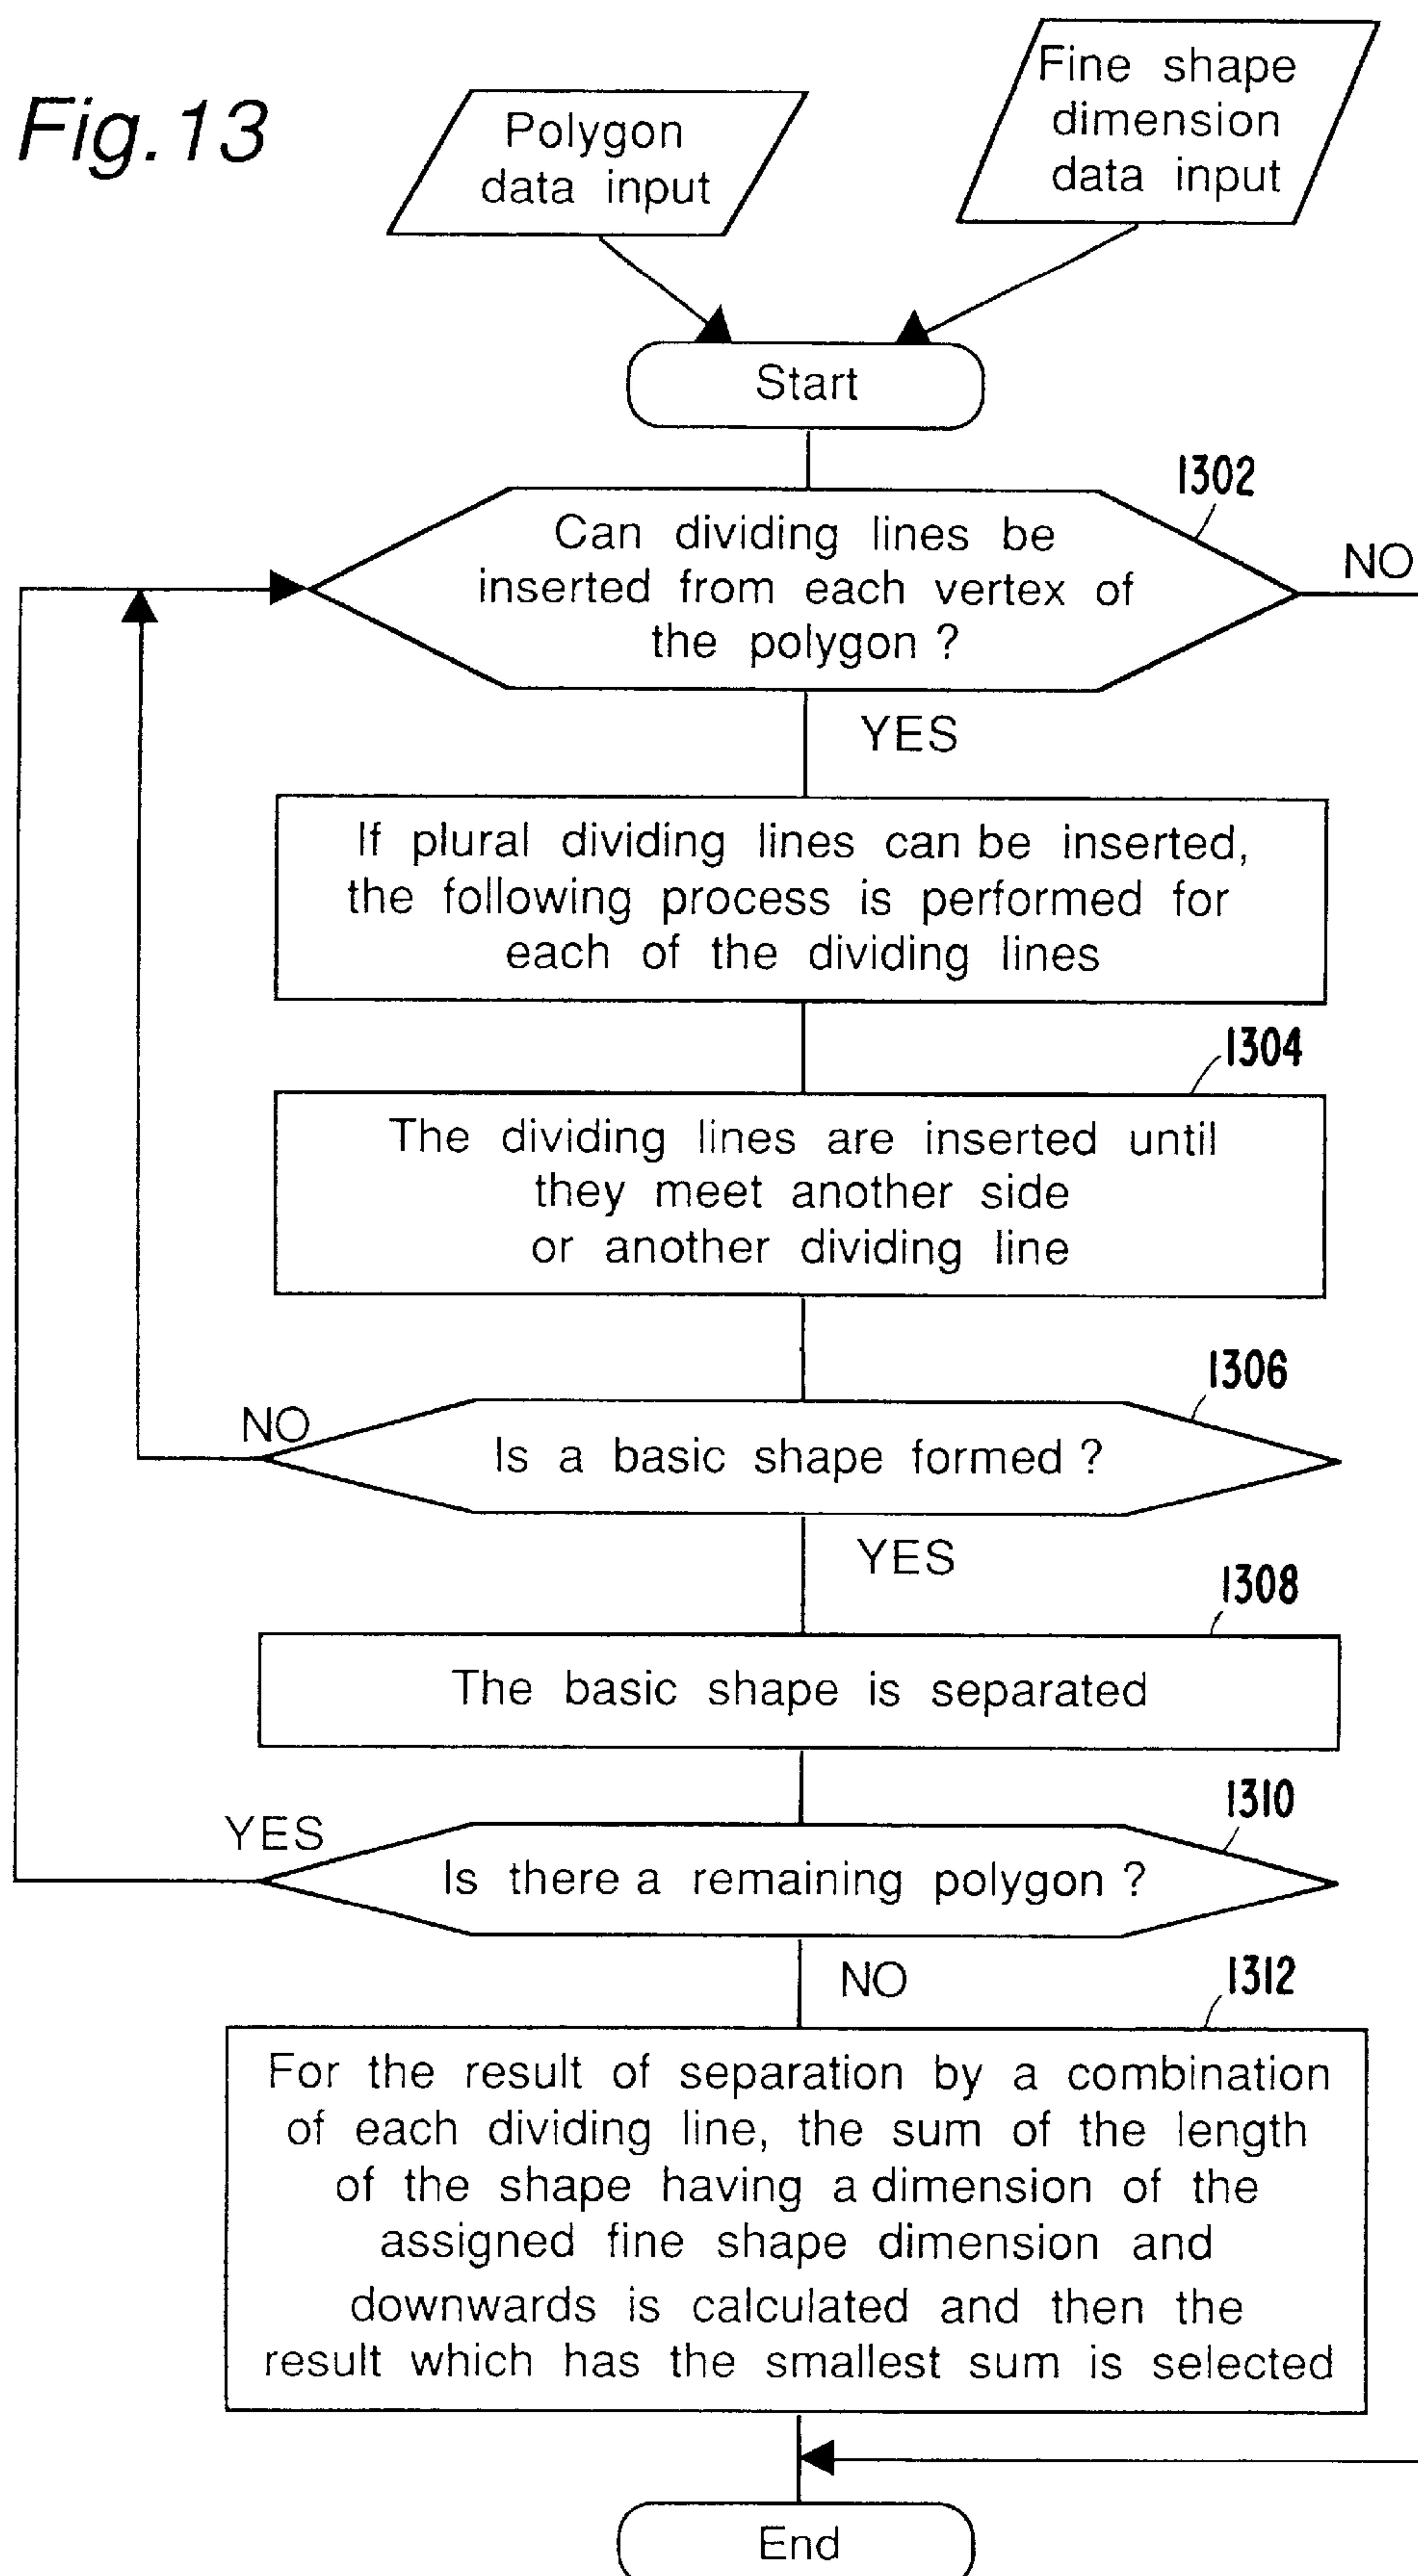 Fig.13
Polygon
data input
Fine shape
dimension
data input
Start
1302
Can dividing lines be
inserted from each vertex of
the polygon ?
NO
YES
If plural dividing lines can be inserted,
the following process is performed for
each of the dividing lines
1304
The dividing lines are inserted until
they meet another side
or another dividing line
1306
NO
Is a basic shape formed ?
YES
1308
The basic shape is separated
1310
YES
Is there a remaining polygon ?
NO
1312
For the result of separation by a combination
of each dividing line, the sum of the length
of the shape having a dimension of the
assigned fine shape dimension and
downwards is calculated and then the
result which has the smallest sum is selected
End